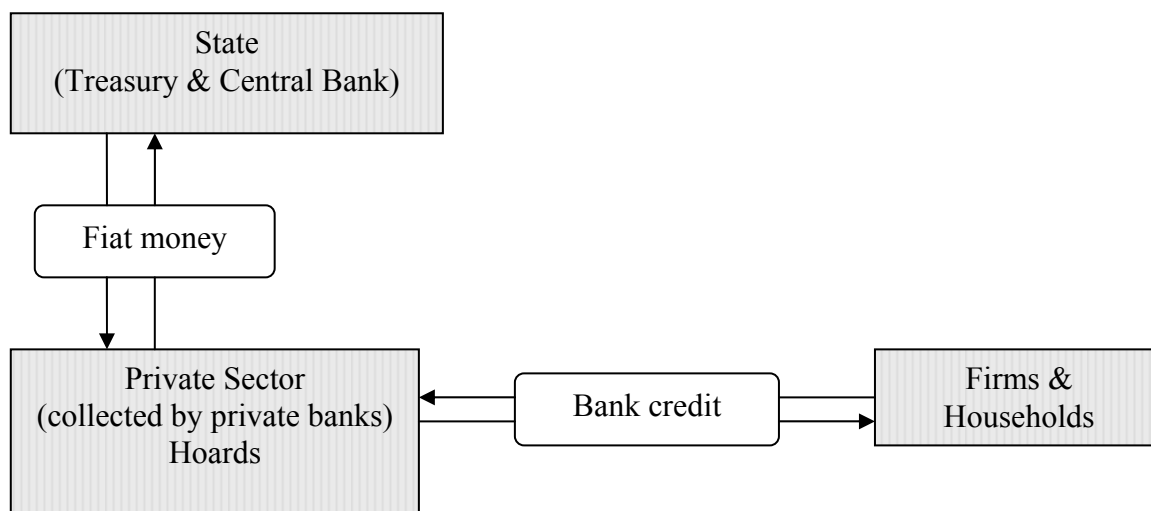 State
(Treasury & Central Bank)
Fiat money
Private Sector
(collected by private banks)
Hoards
Bank credit
Firms &
Households